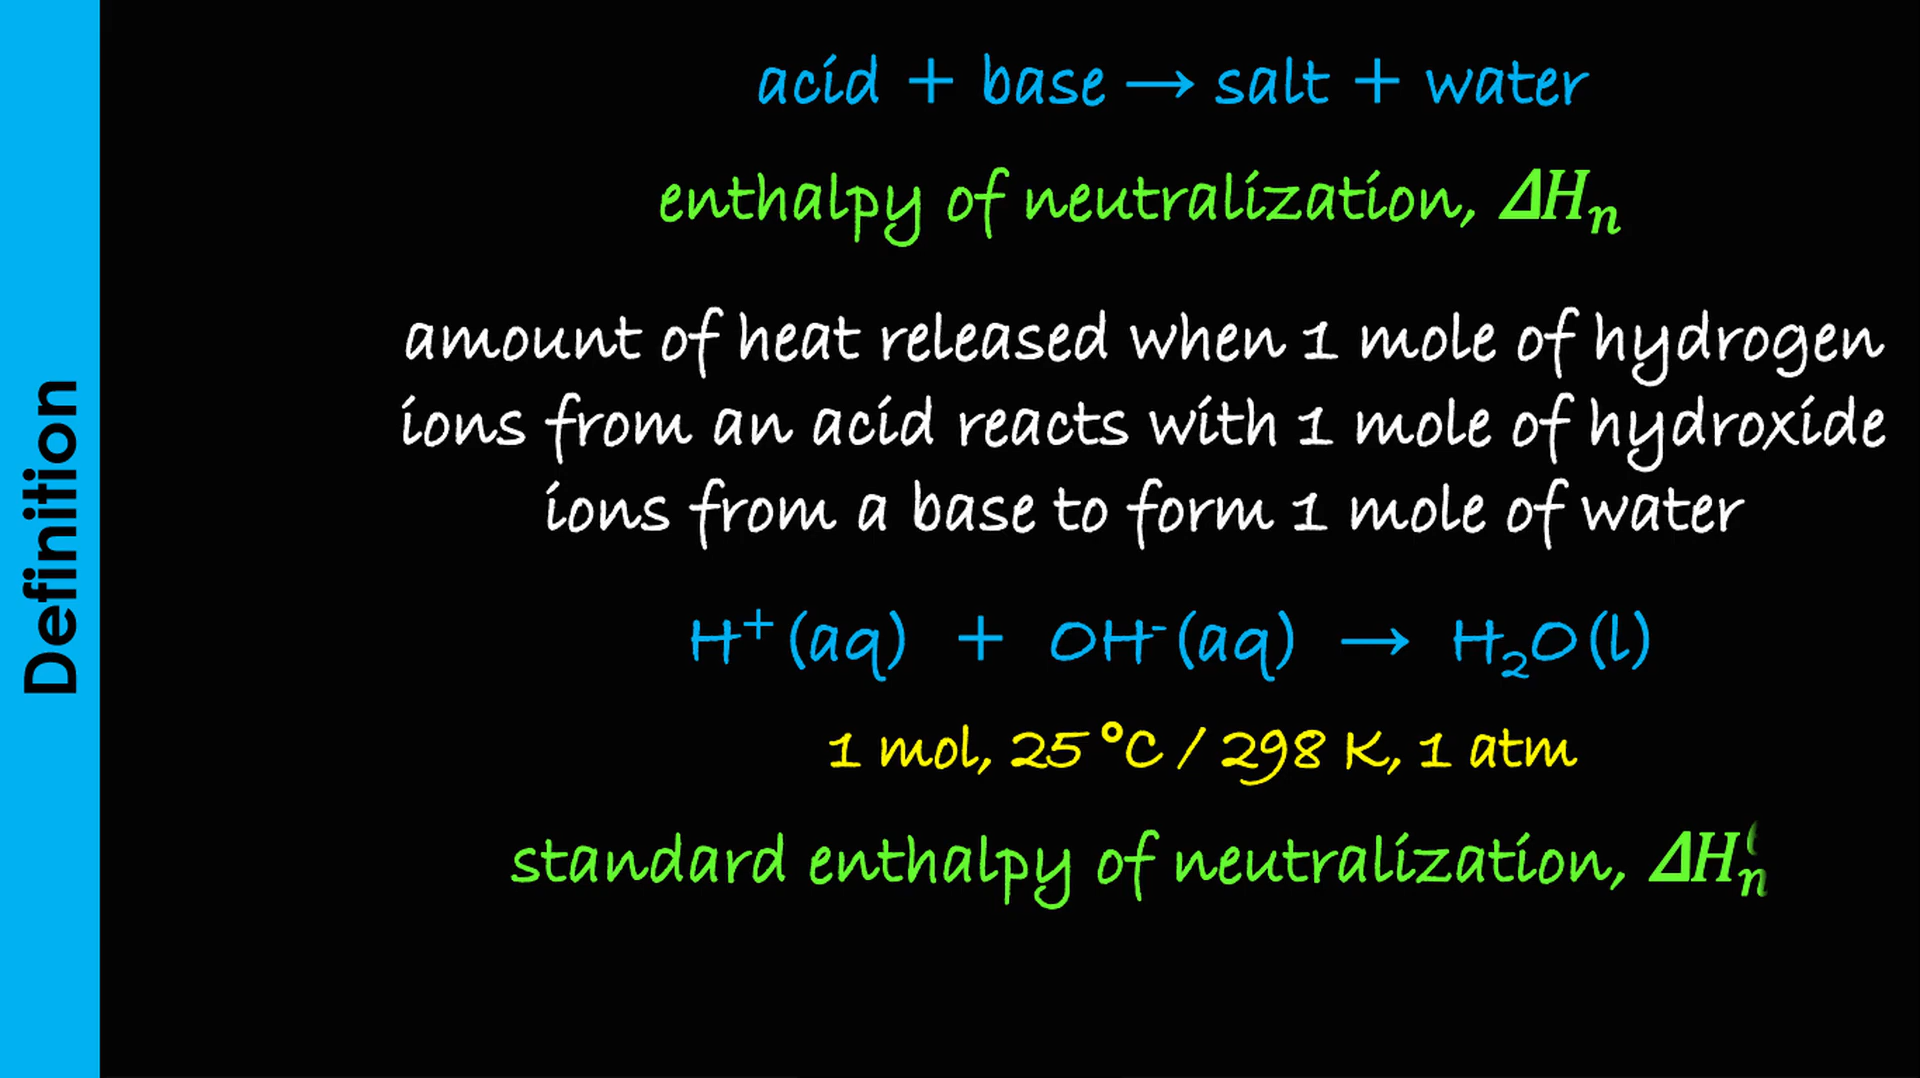 Definition
acid + base → salt + water
enthalpy of neutralization, ΔHₙ
amount of heat released when 1 mole of hydrogen
ions from an acid reacts with 1 mole of hydroxide
ions from a base to form 1 mole of water
H⁺(aq) + OH⁻(aq) → H₂O(l)
1 mol, 25 °C / 298 K, 1 atm
standard enthalpy of neutralization, ΔHₙ